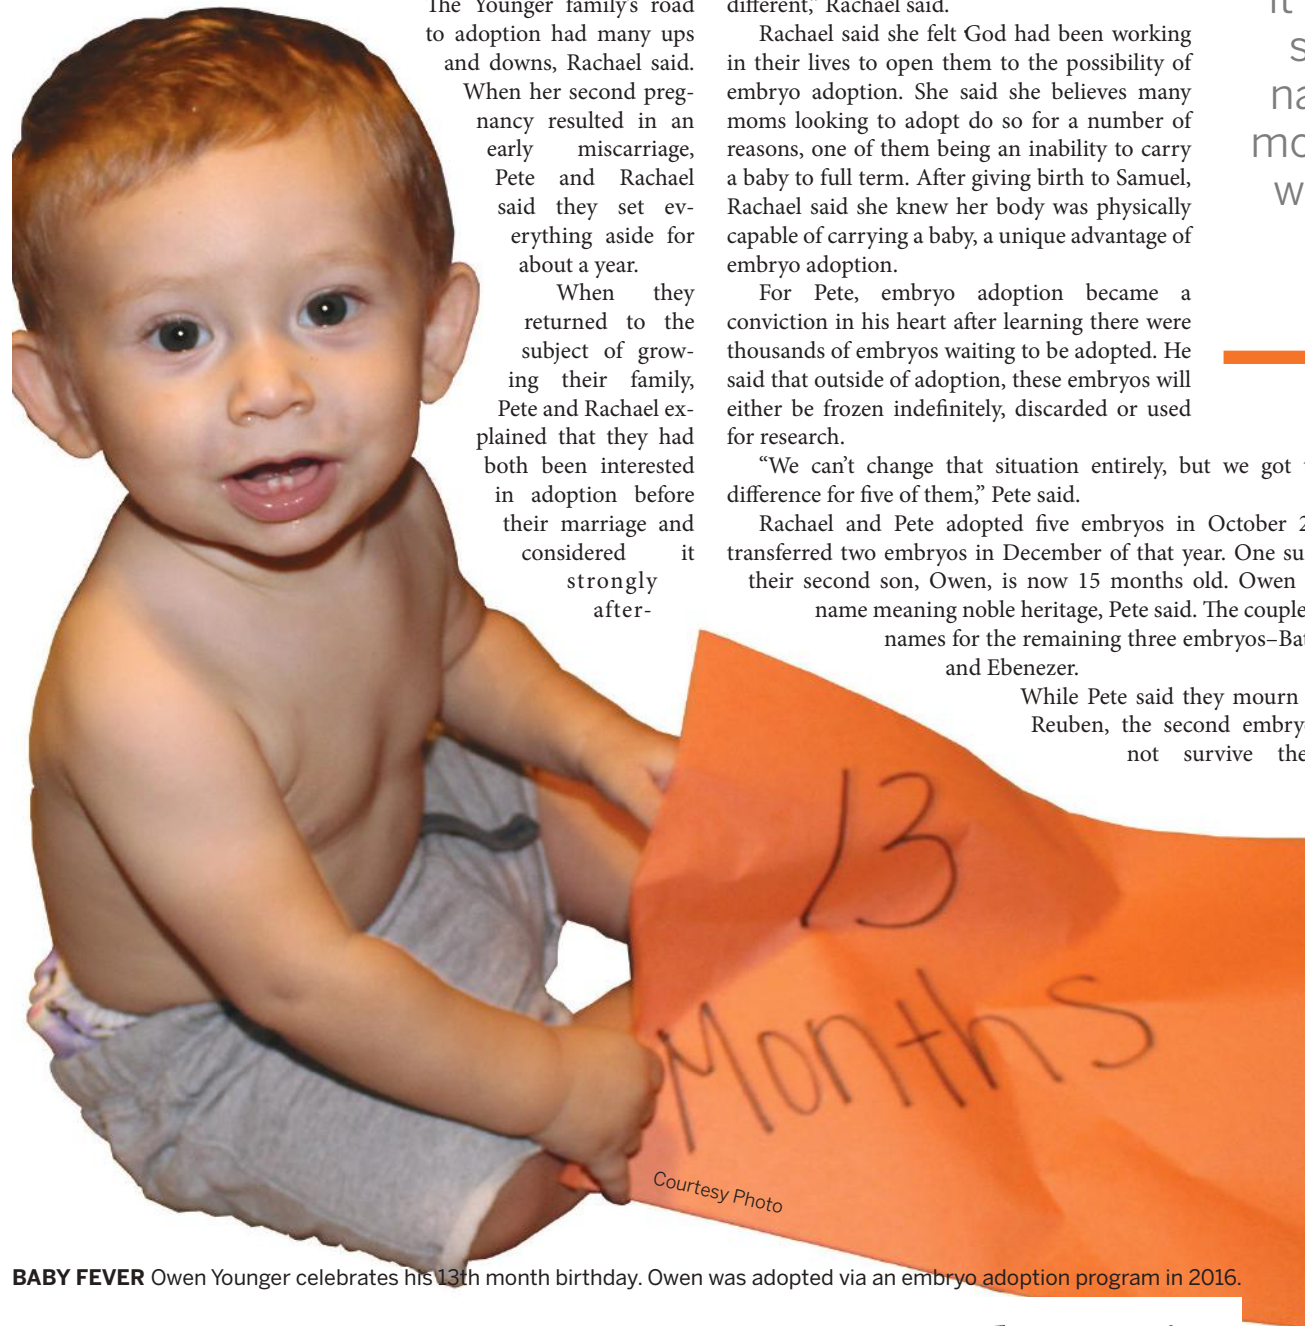 The Younger family's road
to adoption had many ups
and downs, Rachael said.
When her second preg-
nancy resulted in an
early miscarriage,
Pete and Rachael
said they set ev-
erything aside for
about a year.
When they
returned to the
subject of grow-
ing their family,
Pete and Rachael ex-
plained that they had
both been interested
in adoption before
their marriage and
considered it
strongly
after-
different,” Rachael said.
Rachael said she felt God had been working
in their lives to open them to the possibility of
embryo adoption. She said she believes many
moms looking to adopt do so for a number of
reasons, one of them being an inability to carry
a baby to full term. After giving birth to Samuel,
Rachael said she knew her body was physically
capable of carrying a baby, a unique advantage of
embryo adoption.
For Pete, embryo adoption became a
conviction in his heart after learning there were
thousands of embryos waiting to be adopted. He
said that outside of adoption, these embryos will
either be frozen indefinitely, discarded or used
for research.
“We can't change that situation entirely, but we got
difference for five of them,” Pete said.
Rachael and Pete adopted five embryos in October
transferred two embryos in December of that year. One
their second son, Owen, is now 15 months old. Owen
name meaning noble heritage, Pete said. The couple
names for the remaining three embryos–
and Ebenezer.
While Pete said they mourn
Reuben, the second
not survive the
13
Months
Courtesy Photo
BABY FEVER Owen Younger celebrates his 13th month birthday. Owen was adopted via an embryo adoption program in 2016.